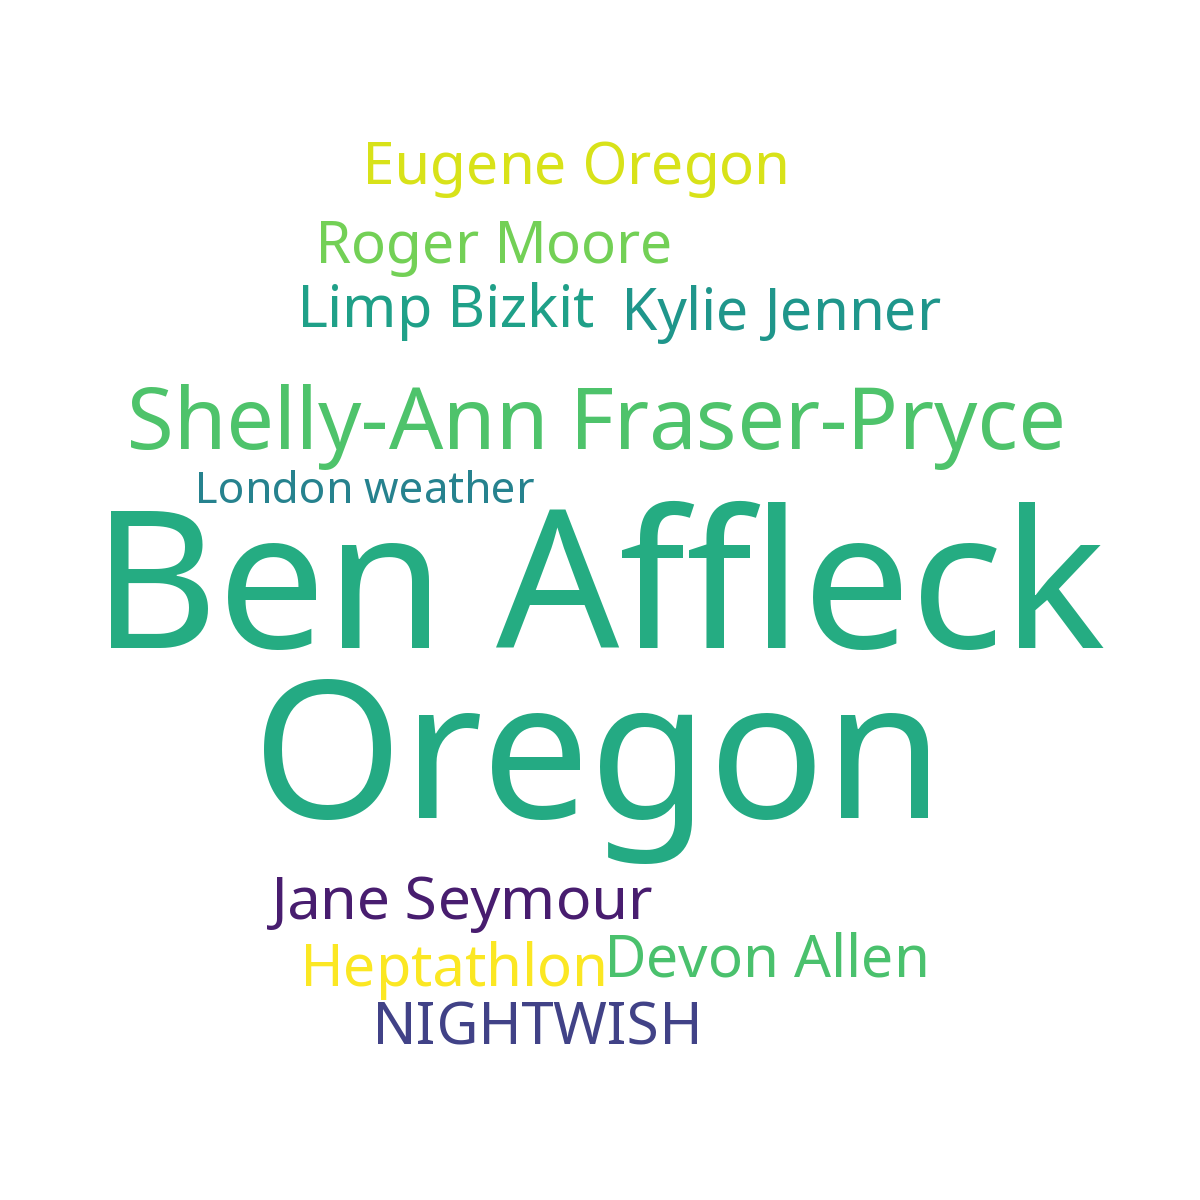 Eugene Oregon
Roger Moore
Limp Bizkit
Kylie Jenner
Shelly-Ann Fraser-Pryce
London weather
Ben Affleck
Oregon
Jane Seymour
Devon Allen
Heptathlon
NIGHTWISH